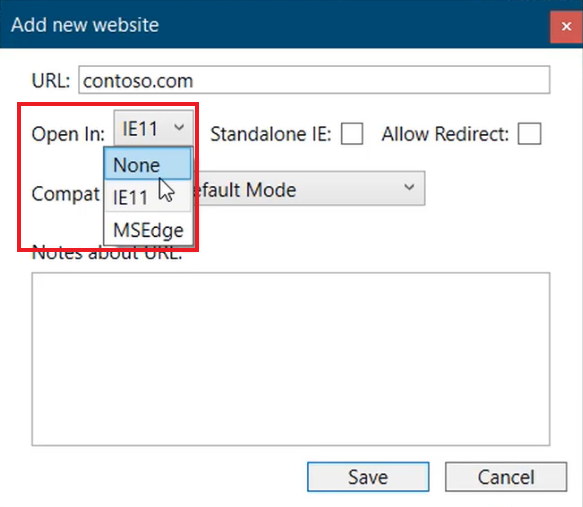 Add new website
URL: contoso.com
Open In: IE11 Standalone IE: Allow Redirect:
None
IE11
MSEdge
Compat efault Mode
Notes about URL:
Save Cancel